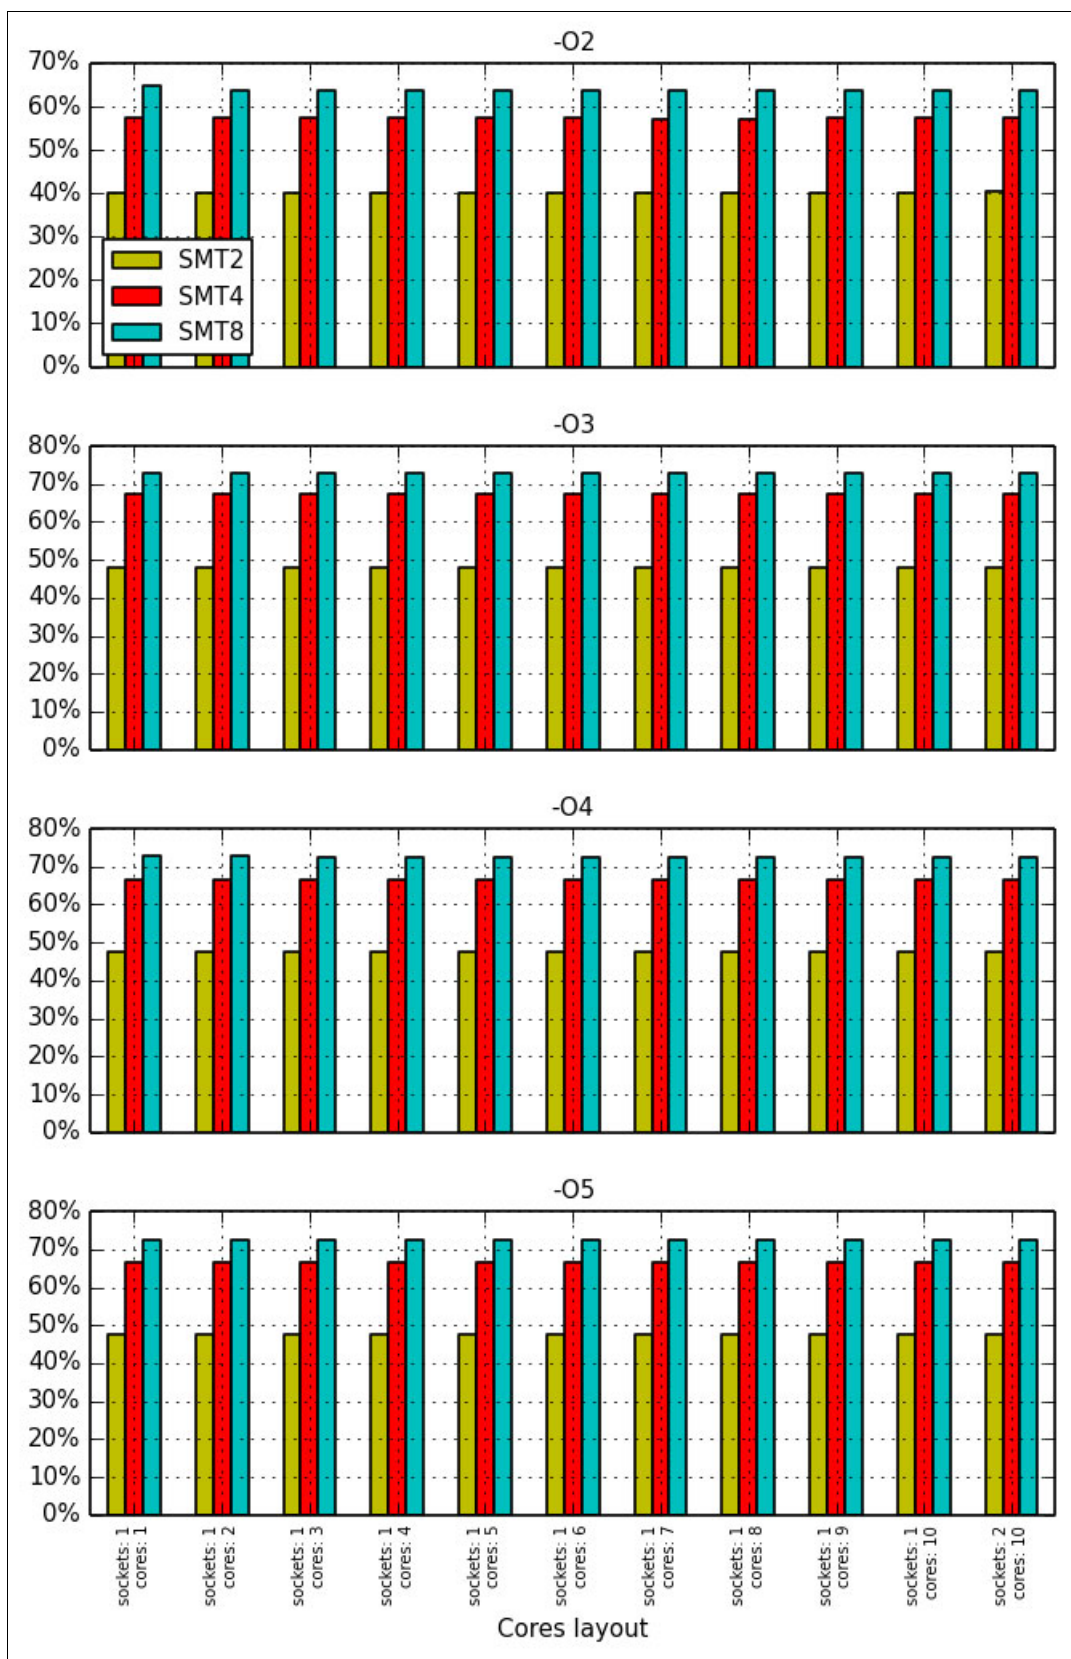 -O2
70%
60%
50%
40%
30%
20%
10%
0%
SMT2
SMT4
SMT8
-O3
80%
70%
60%
50%
40%
30%
20%
10%
0%
-O4
80%
70%
60%
50%
40%
30%
20%
10%
0%
-O5
80%
70%
60%
50%
40%
30%
20%
10%
0%
sockets: 1
cores: 1
sockets: 1
cores: 2
sockets: 1
cores: 3
sockets: 1
cores: 4
sockets: 1
cores: 5
sockets: 1
cores: 6
sockets: 1
cores: 7
sockets: 1
cores: 8
sockets: 1
cores: 9
sockets: 1
cores: 10
sockets: 2
cores: 10
Cores layout